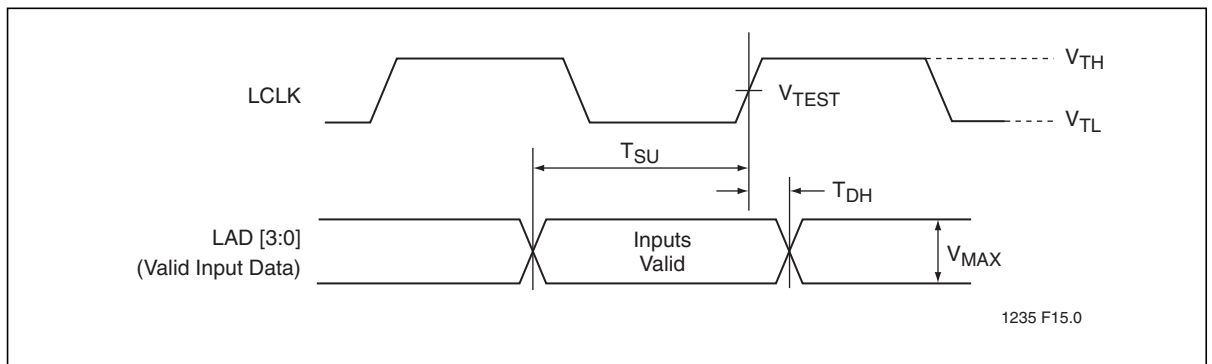 V_TH
LCLK
V_TEST
V_TL
T_SU
T_DH
LAD [3:0]
(Valid Input Data)
Inputs
Valid
V_MAX
1235 F15.0